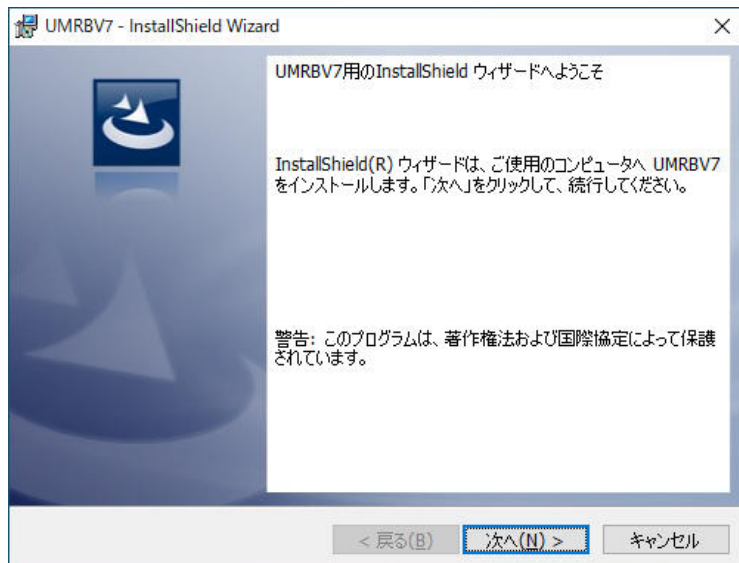 UMRBV7 - InstallShield Wizard
UMRBV7用のInstallShield ウィザードへようこそ
InstallShield(R) ウィザードは、ご使用のコンピュータへ UMRBV7
をインストールします。「次へ」をクリックして、続行してください。
警告: このプログラムは、著作権法および国際協定によって保護
されています。
< 戻る(B)
次へ(N) >
キャンセル